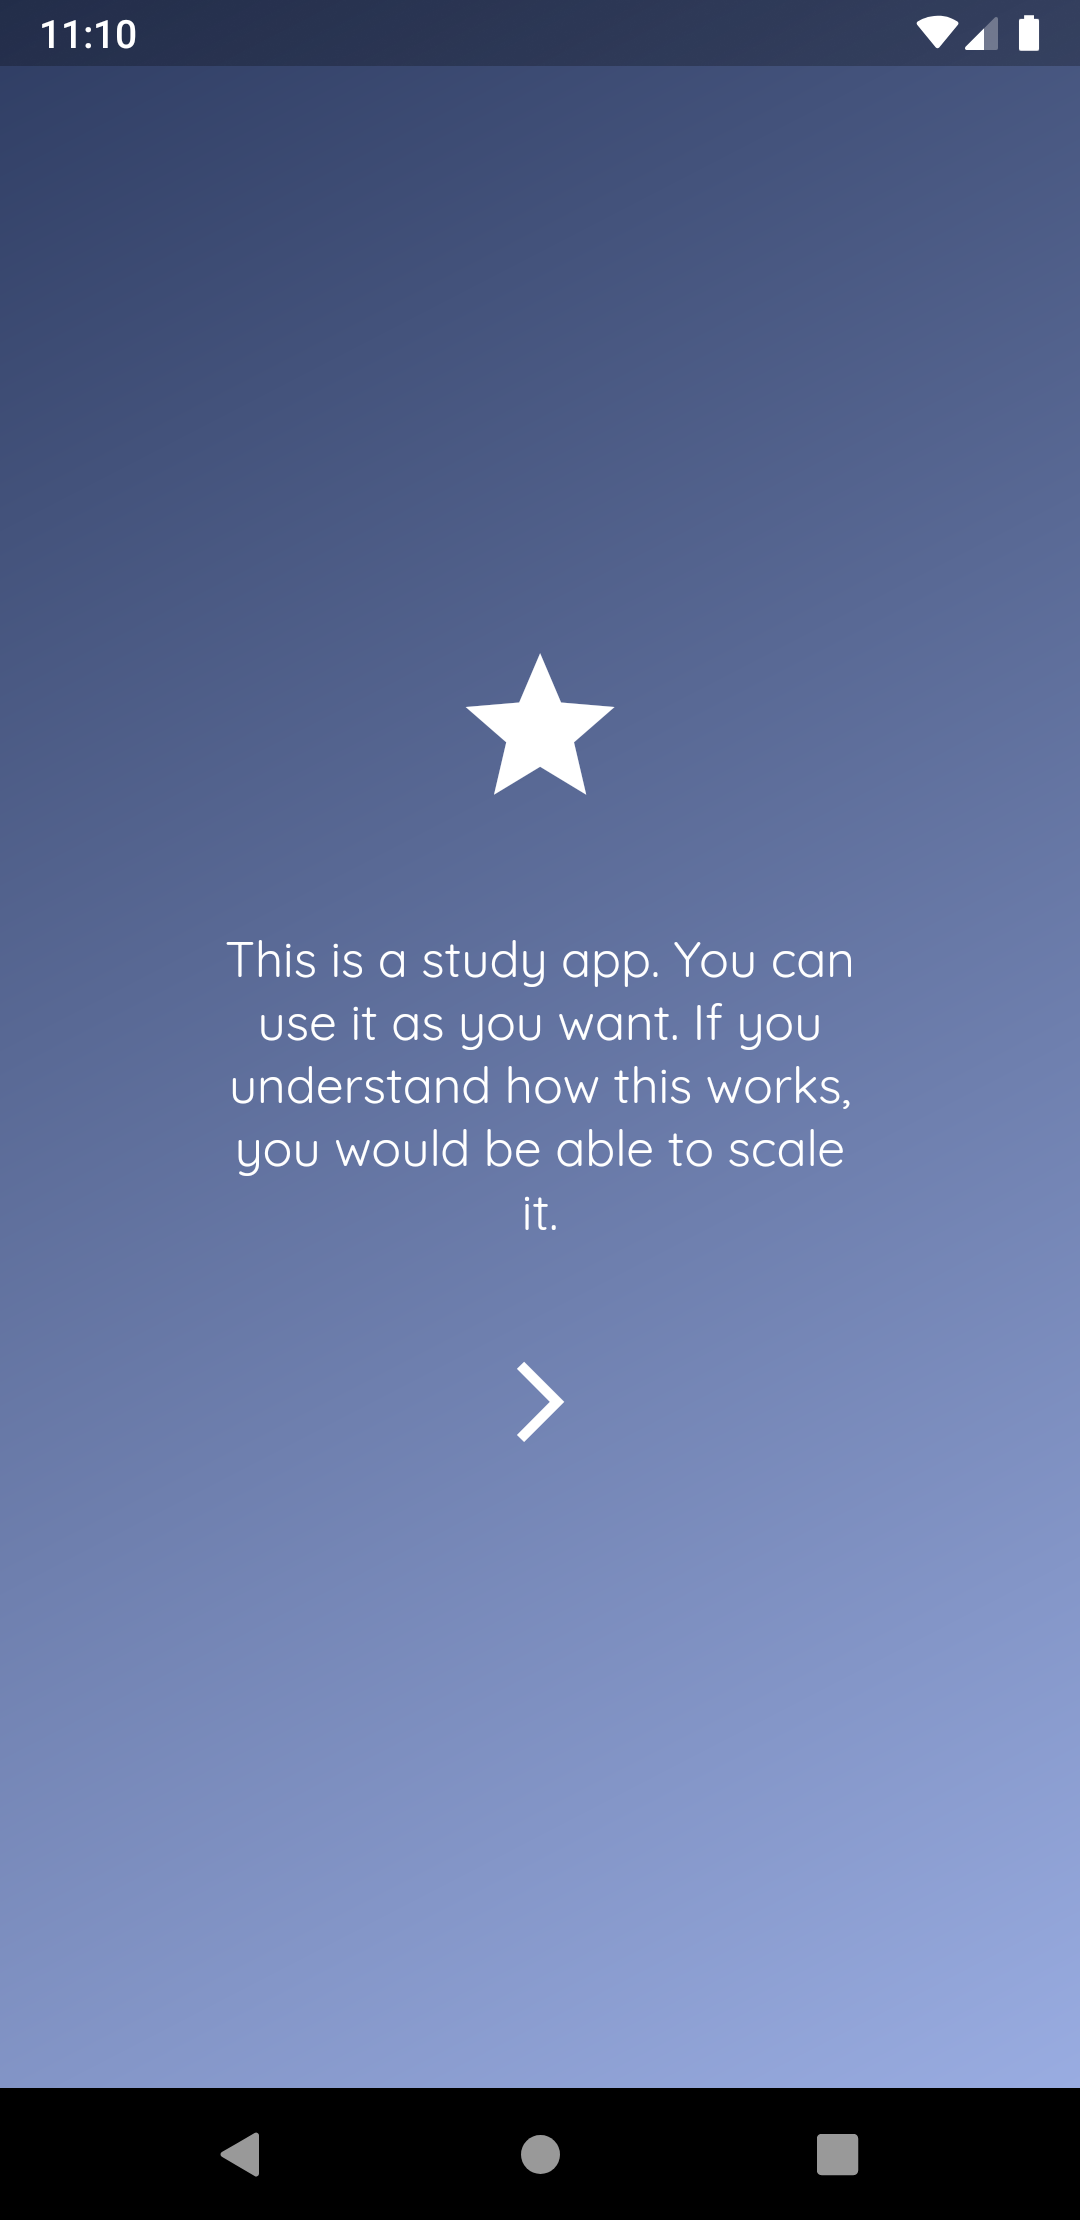 11:10
This is a study app. You can
use it as you want. If you
understand how this works,
you would be able to scale
it.